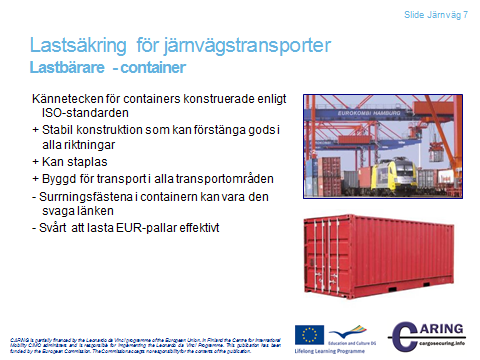 Slide Järnväg 7
Lastsäkring för järnvägstransporter
Lastbärare - container
Kännetecken för containers konstruerade enligt
ISO-standarden
+ Stabil konstruktion som kan förstänga gods i
alla riktningar
+ Kan staplas
+ Byggd för transport i alla transportområden
- Surrningsfästena i containern kan vara den
svaga länken
- Svårt att lasta EUR-pallar effektivt
EUROKOMBI HAMBURG
CARING is partially financed by the Leonardo da Vinci programme of the European Union. In Finland the Centre for International
Mobility CIMO administers and is responsible for implementing the Leonardo da Vinci Programme. This publication has been
funded by the European Commission. The Commission accepts no responsibility for the contents of the publication.
Education and Culture DG
Lifelong Learning Programme
CARING
cargosecuring.info